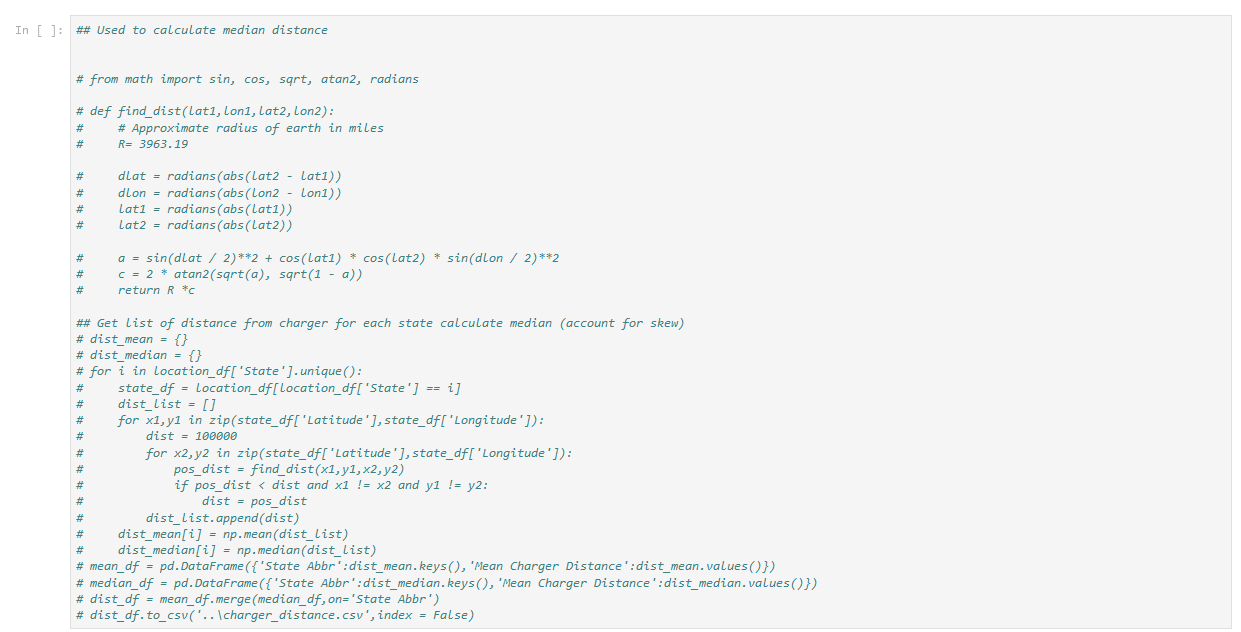 In [ ]: ## Used to calculate median distance
# from math import sin, cos, sqrt, atan2, radians
# def find_dist(lat1,lon1,lat2,lon2):
#     # Approximate radius of earth in miles
#     R= 3963.19
#     dlat = radians(abs(lat2 - lat1))
#     dlon = radians(abs(lon2 - lon1))
#     lat1 = radians(abs(lat1))
#     lat2 = radians(abs(lat2))
#     a = sin(dlat / 2)**2 + cos(lat1) * cos(lat2) * sin(dlon / 2)**2
#     c = 2 * atan2(sqrt(a), sqrt(1 - a))
#     return R *c
## Get list of distance from charger for each state calculate median (account for skew)
# dist_mean = {}
# dist_median = {}
# for i in location_df['State'].unique():
#     state_df = location_df[location_df['State'] == i]
#     dist_list = []
#     for x1,y1 in zip(state_df['Latitude'],state_df['Longitude']):
#         dist = 100000
#         for x2,y2 in zip(state_df['Latitude'],state_df['Longitude']):
#             pos_dist = find_dist(x1,y1,x2,y2)
#             if pos_dist < dist and x1 != x2 and y1 != y2:
#                 dist = pos_dist
#         dist_list.append(dist)
#     dist_mean[i] = np.mean(dist_list)
#     dist_median[i] = np.median(dist_list)
# mean_df = pd.DataFrame({'State Abbr':dist_mean.keys(),'Mean Charger Distance':dist_mean.values()})
# median_df = pd.DataFrame({'State Abbr':dist_median.keys(),'Mean Charger Distance':dist_median.values()})
# dist_df = mean_df.merge(median_df,on='State Abbr')
# dist_df.to_csv('..\charger_distance.csv',index = False)